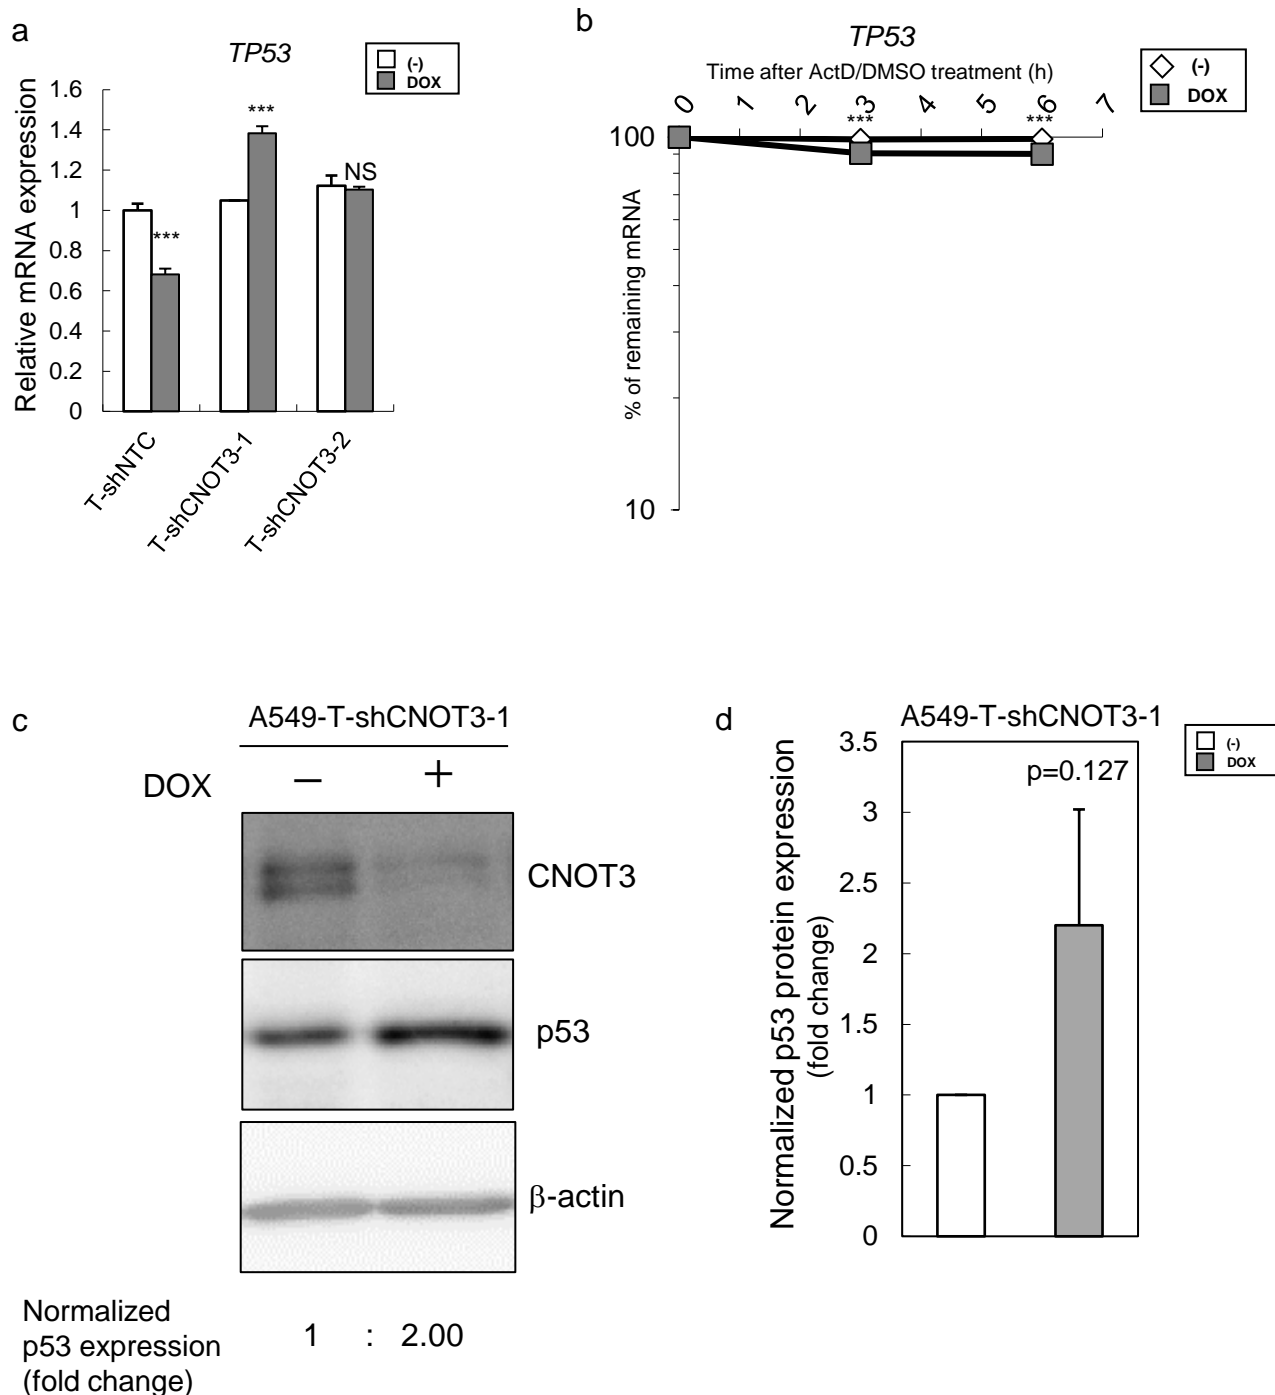 a
TP53
(-)
DOX
Relative mRNA expression
1.6
1.4
1.2
1
0.8
0.6
0.4
0.2
0
***
***
NS
T-shNTC
T-shCNOT3-1
T-shCNOT3-2
b
TP53
Time after ActD/DMSO treatment (h)
(-)
DOX
0 1 2 3 4 5 6 7
*** ***
100
% of remaining mRNA
10
c
A549-T-shCNOT3-1
DOX − +
CNOT3
p53
β-actin
Normalized
p53 expression
(fold change)
1 : 2.00
d
A549-T-shCNOT3-1
(-)
DOX
Normalized p53 protein expression
(fold change)
3.5
3
2.5
2
1.5
1
0.5
0
p=0.127